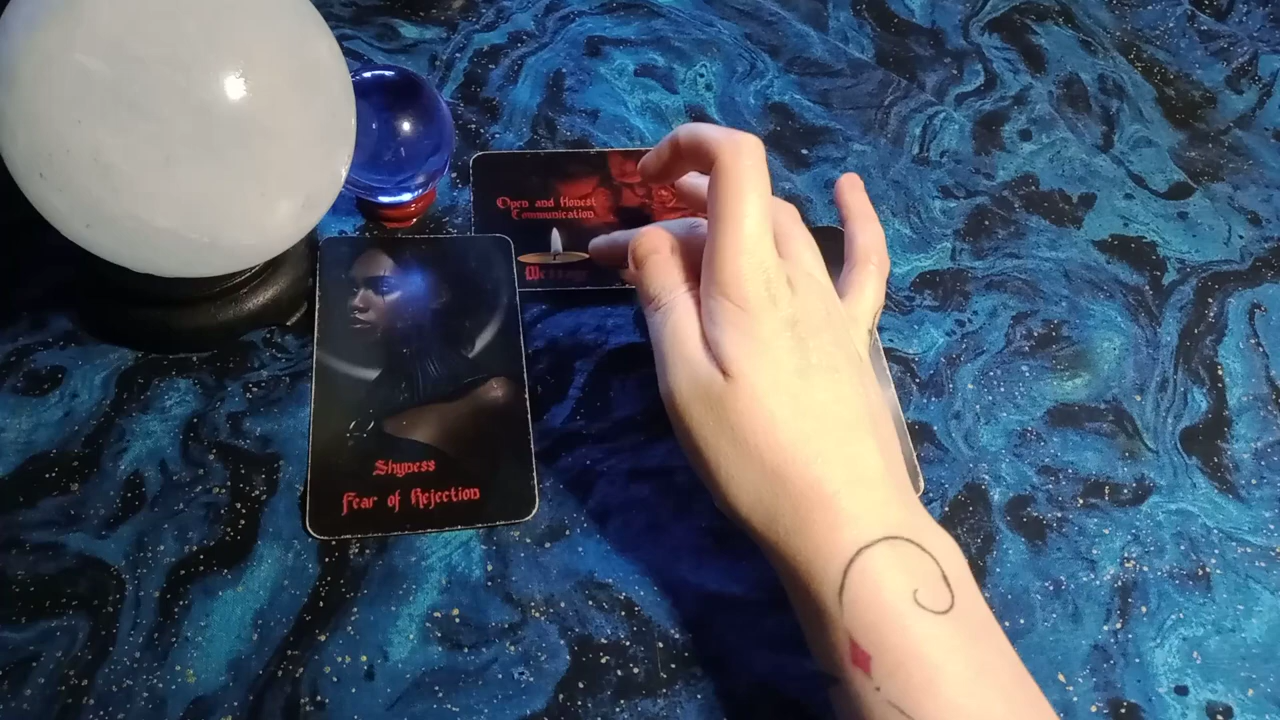 Open and Honest
Communication
Shyness
Fear of Rejection